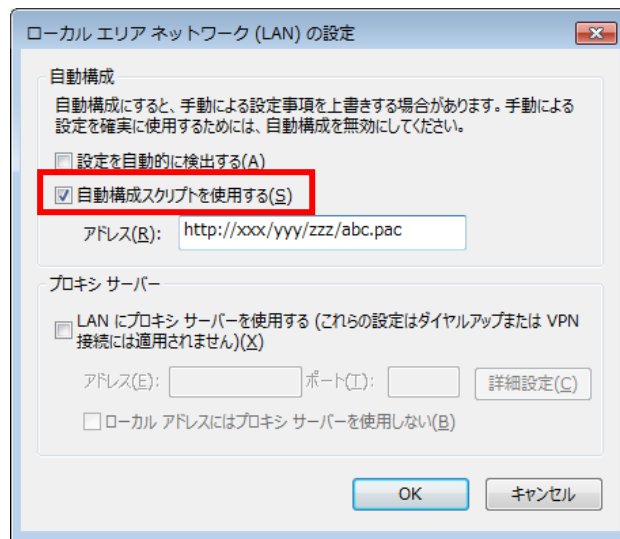 ローカル エリア ネットワーク (LAN) の設定
自動構成
自動構成にすると、手動による設定事項を上書きする場合があります。手動による
設定を確実に使用するためには、自動構成を無効にしてください。
設定を自動的に検出する(A)
自動構成スクリプトを使用する(S)
アドレス(R): http://xxx/yyy/zzz/abc.pac
プロキシ サーバー
LAN にプロキシ サーバーを使用する (これらの設定はダイヤルアップまたは VPN
接続には適用されません)(X)
アドレス(E): ポート(T): 詳細設定(C)
ローカル アドレスにはプロキシ サーバーを使用しない(B)
OK キャンセル